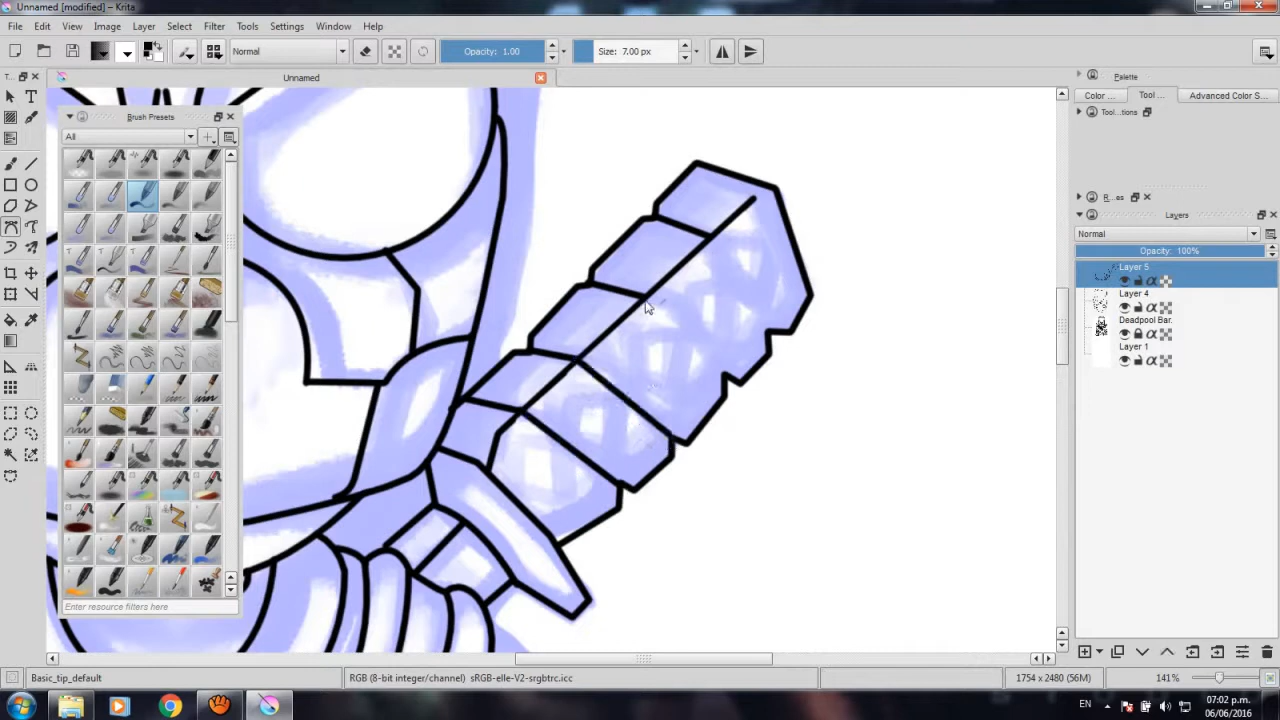 Unnamed [modified] – Krita
File Edit View Image Layer Select Filter Tools Settings Window Help
Normal Opacity: 1.00 Size: 7.00 px
Unnamed
T...
Brush Presets
All
Enter resource filters here
Palette
Color ... Tool ... Advanced Color S...
Tool...tions
R...es
Layers
Normal
Opacity: 100%
Layer 5
Layer 4
Deadpool Bar.
Layer 1
Basic_tip_default RGB (8-bit integer/channel) sRGB-elle-V2-srgbtrc.icc 1754 x 2480 (56M) 141%
EN 07:02 p.m.
06/06/2016